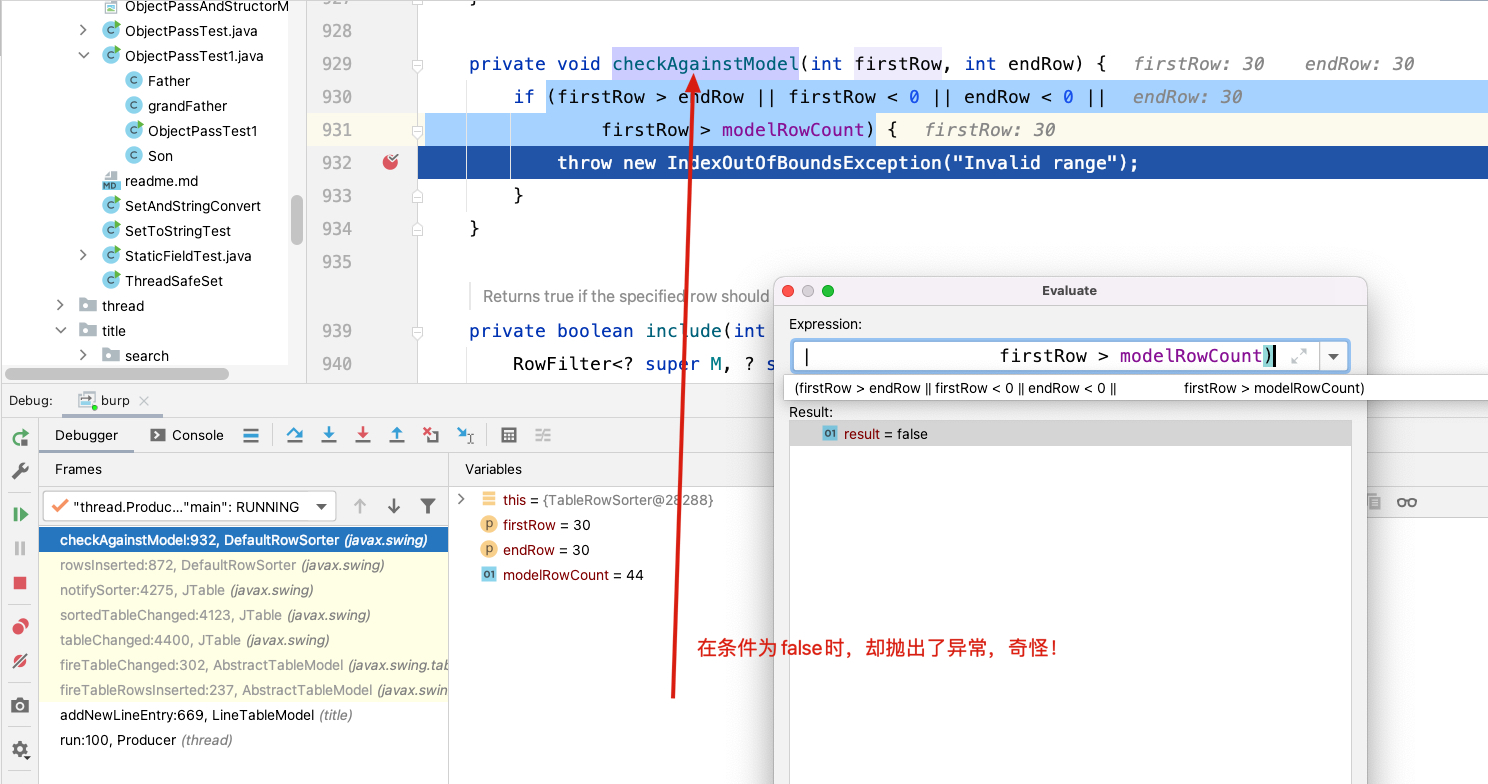 ObjectPassAndStructorM
ObjectPassTest.java
ObjectPassTest1.java
Father
grandFather
ObjectPassTest1
Son
readme.md
SetAndStringConvert
SetToStringTest
StaticFieldTest.java
ThreadSafeSet
thread
title
search
927 }
928
929 private void checkAgainstModel(int firstRow, int endRow) { firstRow: 30 endRow: 30
930 if (firstRow > endRow || firstRow < 0 || endRow < 0 || endRow: 30
931 firstRow > modelRowCount) { firstRow: 30
932 throw new IndexOutOfBoundsException("Invalid range");
933 }
934 }
935
Returns true if the specified row should
939 private boolean include(int
940 RowFilter<? super M, ? s
Evaluate
Expression:
| firstRow > modelRowCount)
(firstRow > endRow || firstRow < 0 || endRow < 0 || firstRow > modelRowCount)
Result:
01 result = false
Debug: burp
Debugger Console
Frames
"thread.Produc..."main": RUNNING
checkAgainstModel:932, DefaultRowSorter (javax.swing)
rowsInserted:872, DefaultRowSorter (javax.swing)
notifySorter:4275, JTable (javax.swing)
sortedTableChanged:4123, JTable (javax.swing)
tableChanged:4400, JTable (javax.swing)
fireTableChanged:302, AbstractTableModel (javax.swing.tab
fireTableRowsInserted:237, AbstractTableModel (javax.swin
addNewLineEntry:669, LineTableModel (title)
run:100, Producer (thread)
Variables
this = {TableRowSorter@28288}
p firstRow = 30
p endRow = 30
01 modelRowCount = 44
在条件为false时，却抛出了异常，奇怪！